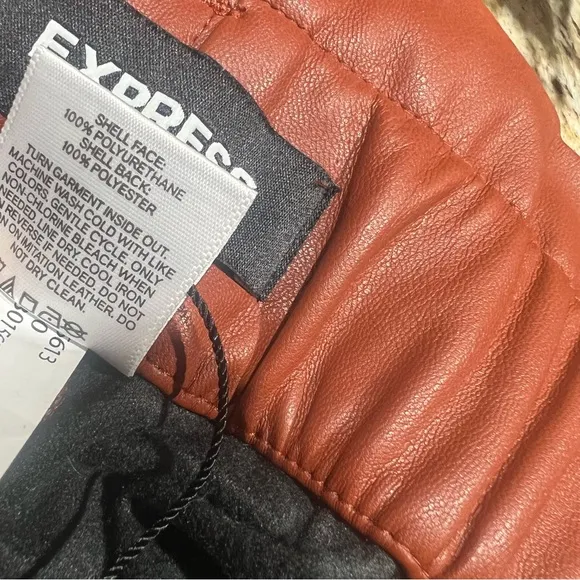 EXPRESS
SHELL FACE:
100% POLYURETHANE
SHELL BACK:
100% POLYESTER
TURN GARMENT INSIDE OUT.
MACHINE WASH COLD WITH LIKE
COLORS. GENTLE CYCLE. ONLY
NON-CHLORINE BLEACH WHEN
NEEDED. LINE DRY. COOL IRON
REVERSE IF NEEDED. DO NOT
IMITATION LEATHER. DO
NOT DRY CLEAN.